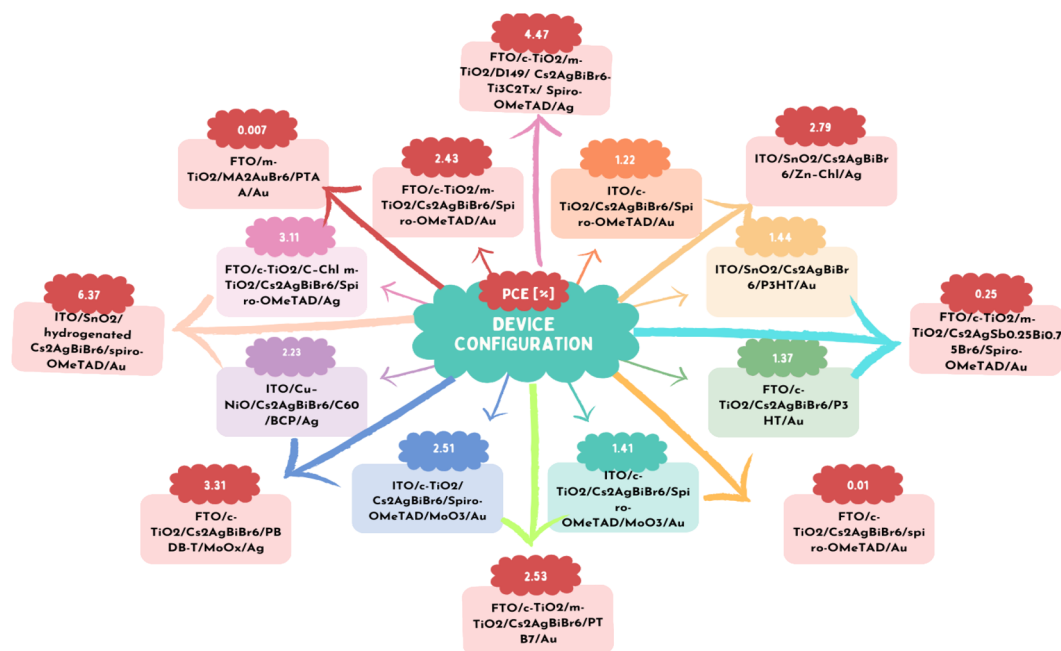 4.47
FTO/c-TiO2/m-
TiO2/D149/ Cs2AgBiBr6-
Ti3C2Tx/ Spiro-
OMeTAD/Ag
0.007
FTO/m-
TiO2/MA2AuBr6/PTA
A/Au
2.43
FTO/c-TiO2/m-
TiO2/Cs2AgBiBr6/Spi
ro-OMeTAD/Au
1.22
ITO/c-
TiO2/Cs2AgBiBr6/Sp
iro-OMeTAD/Au
2.79
ITO/SnO2/Cs2AgBiBr
6/Zn-Chl/Ag
3.11
FTO/c-TiO2/C-Chl m-
TiO2/Cs2AgBiBr6/Spi
ro-OMeTAD/Ag
1.44
ITO/SnO2/Cs2AgBiBr
6/P3HT/Au
PCE [%]
DEVICE
CONFIGURATION
6.37
ITO/SnO2/
hydrogenated
Cs2AgBiBr6/spiro-
OMeTAD/Au
0.25
FTO/c-TiO2/m-
TiO2/Cs2AgSb0.25Bi0.7
5Br6/Spiro-
OMeTAD/Au
2.23
ITO/Cu-
NiO/Cs2AgBiBr6/C60
/BCP/Ag
1.37
FTO/c-
TiO2/Cs2AgBiBr6/P3
HT/Au
3.31
FTO/c-
TiO2/Cs2AgBiBr6/PB
DB-T/MoOx/Ag
2.51
ITO/c-TiO2/
Cs2AgBiBr6/Spiro-
OMeTAD/MoO3/Au
1.41
ITO/c-
TiO2/Cs2AgBiBr6/Spi
ro-
OMeTAD/MoO3/Au
0.01
FTO/c-
TiO2/Cs2AgBiBr6/spi
ro-OMeTAD/Au
2.53
FTO/c-TiO2/m-
TiO2/Cs2AgBiBr6/PT
B7/Au